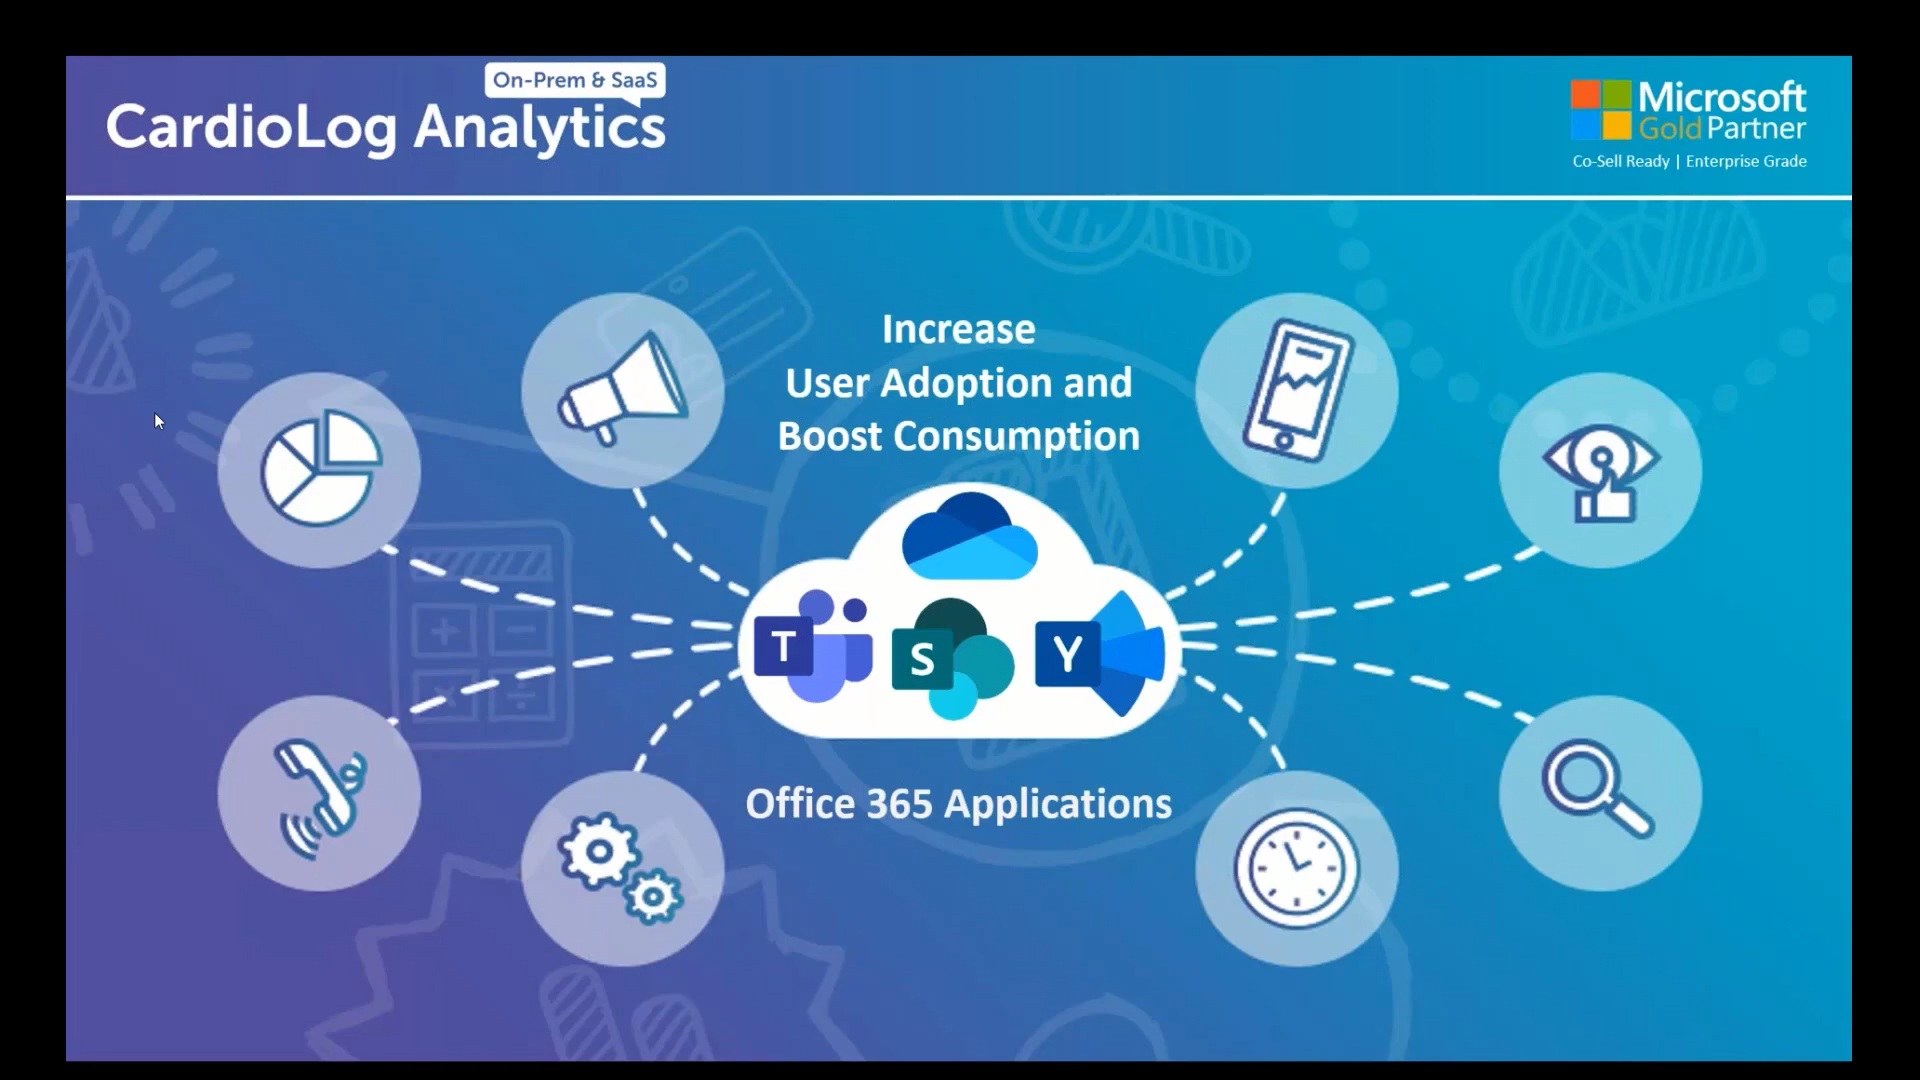 On-Prem & SaaS
CardioLog Analytics
Microsoft
Gold Partner
Co-Sell Ready | Enterprise Grade
Increase
User Adoption and
Boost Consumption
T
S
Y
Office 365 Applications